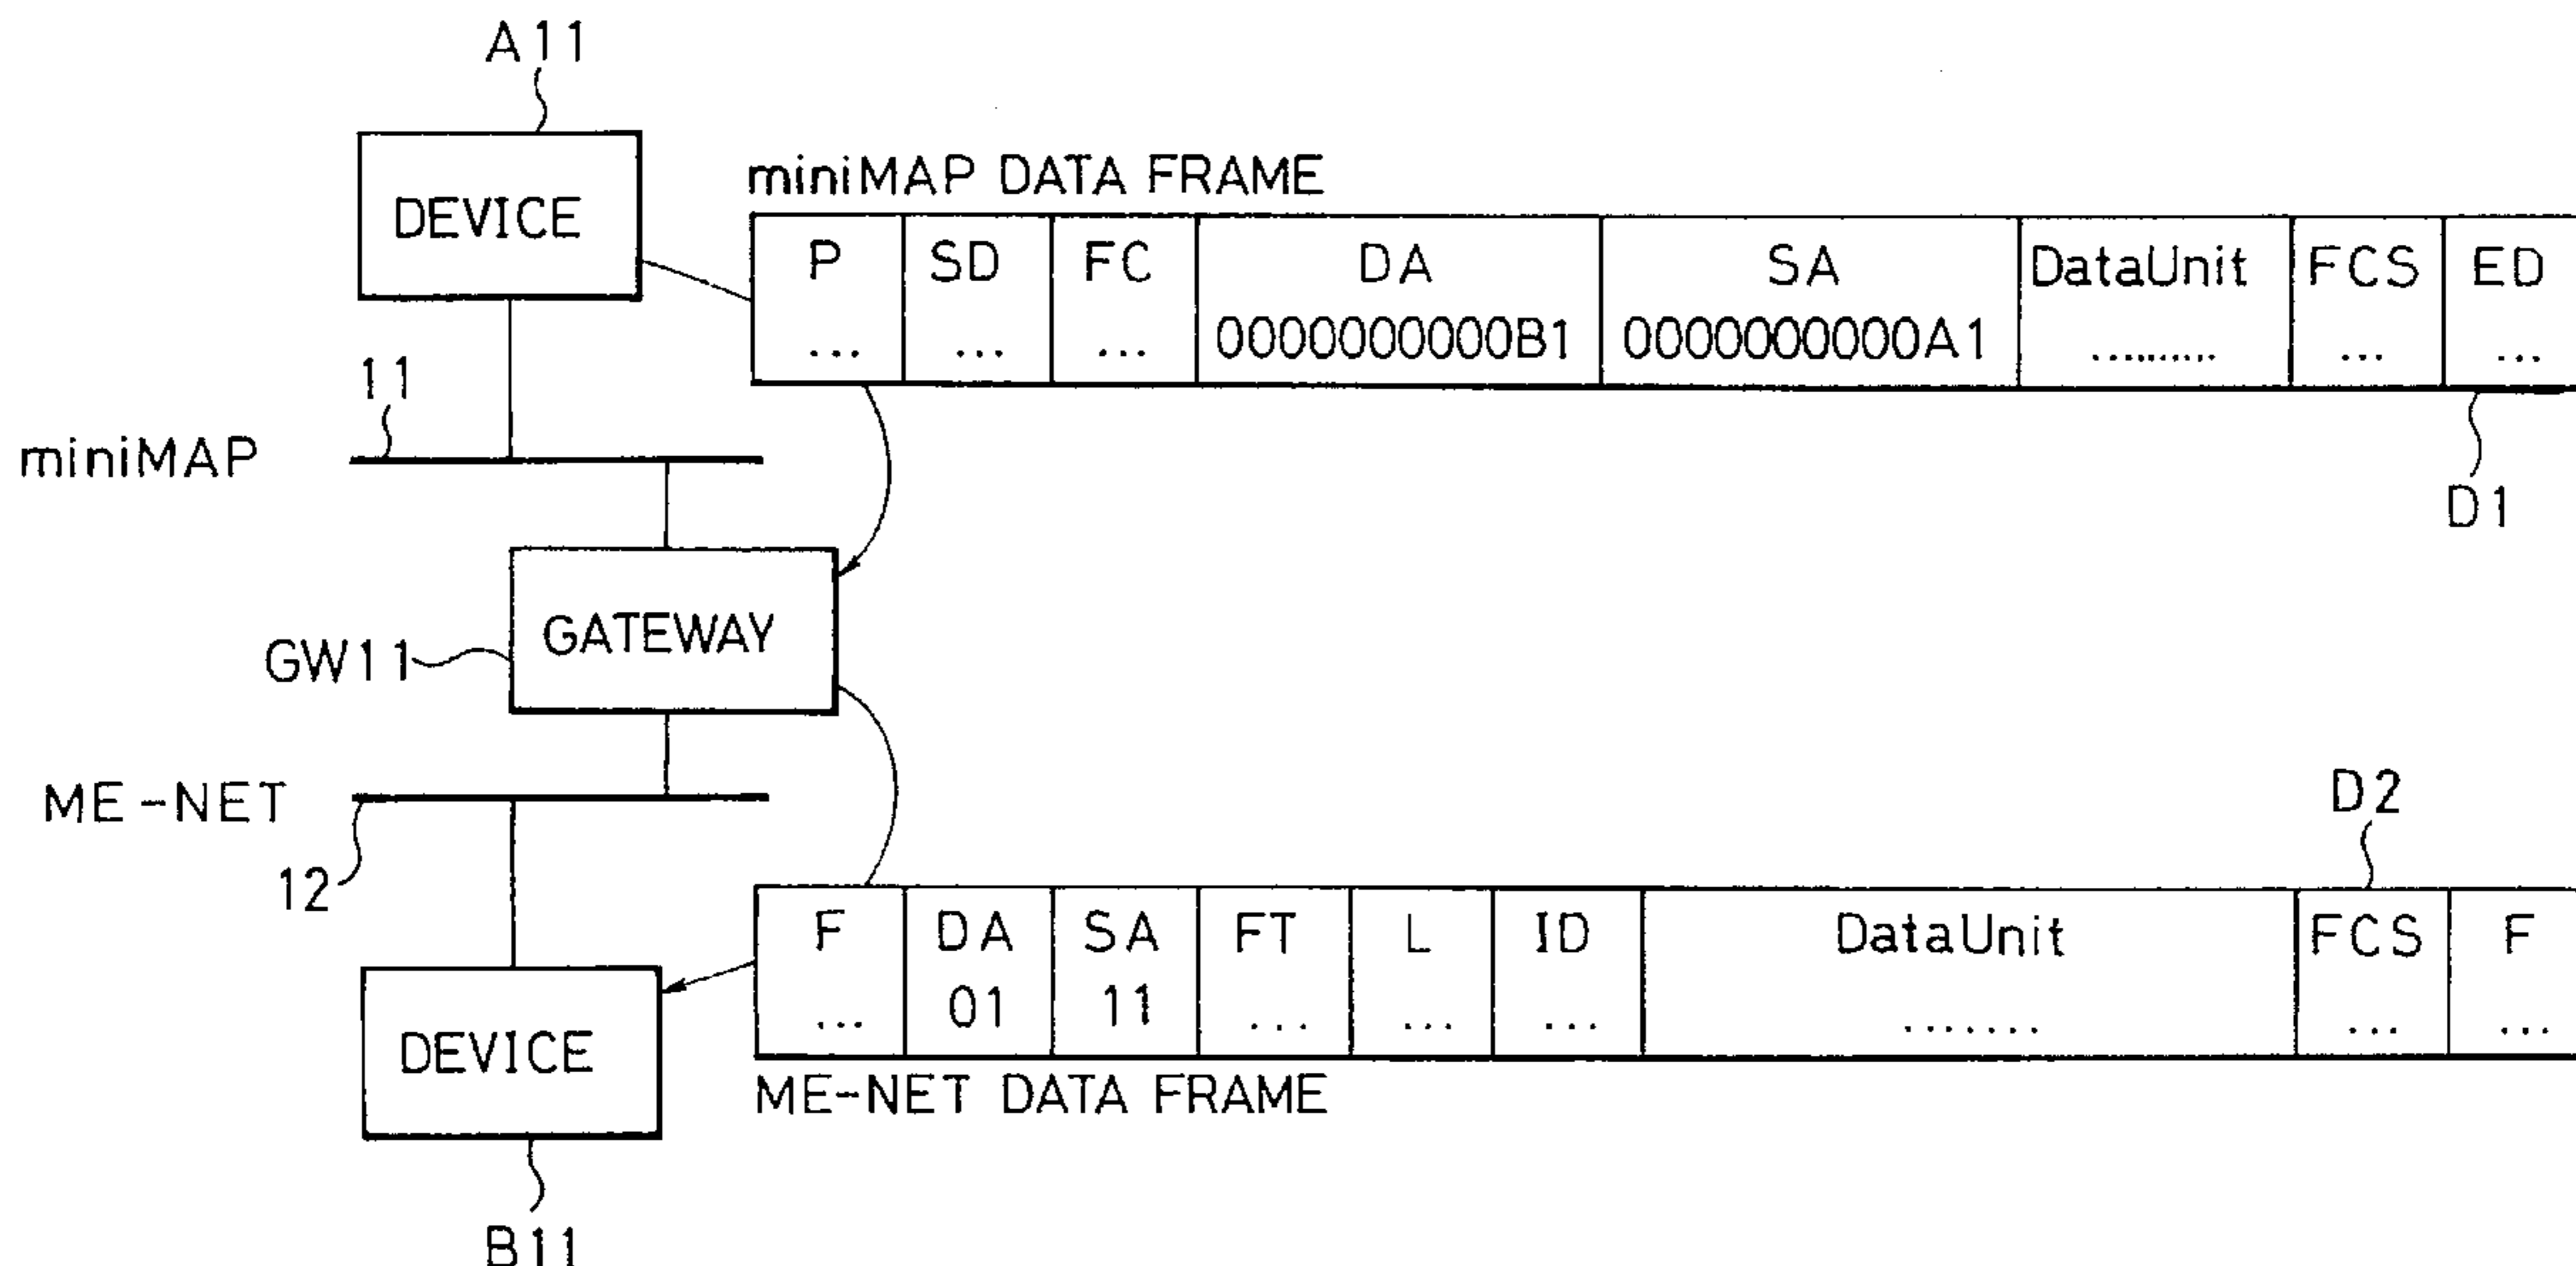 A11
DEVICE
miniMAP DATA FRAME
P SD FC DA SA DataUnit FCS ED
... ... ... 0000000000B1 0000000000A1 ......... ... ...
11
miniMAP
D1
GATEWAY
GW11
ME-NET
12
D2
F DA SA FT L ID DataUnit FCS F
... 01 11 ... ... ... ....... ... ...
DEVICE
ME-NET DATA FRAME
B11